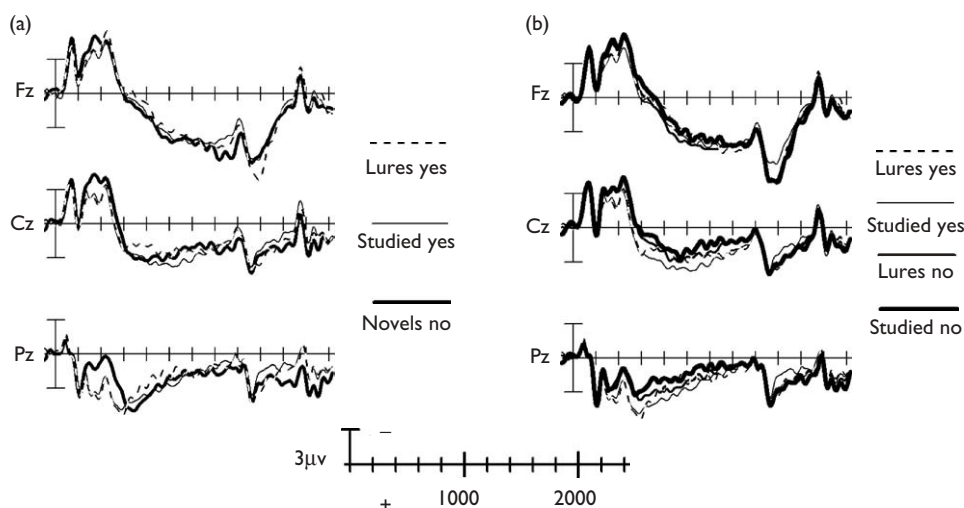 (a)
Fz
Cz
Pz
Lures yes
Studied yes
Novels no
(b)
Fz
Cz
Pz
Lures yes
Studied yes
Lures no
Studied no
3μv
−
+
1000
2000